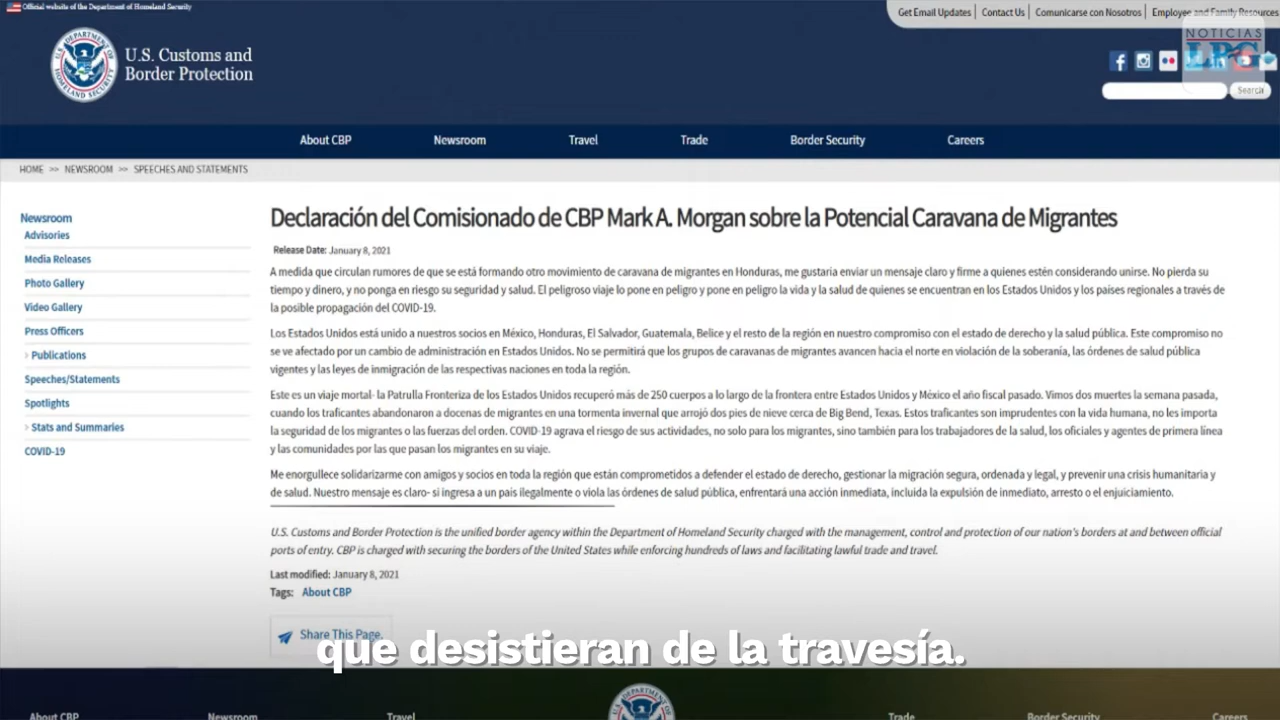 Official website of the Department of Homeland Security
Get Email Updates | Contact Us | Comunicarse con Nosotros | Employee and Family Resources
NOTICIAS
LPG
U.S. Customs and
Border Protection
Search
About CBP Newsroom Travel Trade Border Security Careers
HOME >> NEWSROOM >> SPEECHES AND STATEMENTS
Newsroom
Advisories
Media Releases
Photo Gallery
Video Gallery
Press Officers
Publications
Speeches/Statements
Spotlights
Stats and Summaries
COVID-19
Declaración del Comisionado de CBP Mark A. Morgan sobre la Potencial Caravana de Migrantes
Release Date: January 8, 2021
A medida que circulan rumores de que se está formando otro movimiento de caravana de migrantes en Honduras, me gustaria enviar un mensaje claro y firme a quienes estén considerando unirse. No pierda su
tiempo y dinero, y no ponga en riesgo su seguridad y salud. El peligroso viaje lo pone en peligro y pone en peligro la vida y la salud de quienes se encuentran en los Estados Unidos y los paises regionales a través de
la posible propagación del COVID-19.
Los Estados Unidos está unido a nuestros socios en México, Honduras, El Salvador, Guatemala, Belice y el resto de la región en nuestro compromiso con el estado de derecho y la salud pública. Este compromiso no
se ve afectado por un cambio de administración en Estados Unidos. No se permitirá que los grupos de caravanas de migrantes avancen hacia el norte en violación de la soberanía, las órdenes de salud pública
vigentes y las leyes de inmigración de las respectivas naciones en toda la región.
Este es un viaje mortal- la Patrulla Fronteriza de los Estados Unidos recuperó más de 250 cuerpos a lo largo de la frontera entre Estados Unidos y México el año fiscal pasado. Vimos dos muertes la semana pasada,
cuando los traficantes abandonaron a docenas de migrantes en una tormenta invernal que arrojó dos pies de nieve cerca de Big Bend, Texas. Estos traficantes son imprudentes con la vida humana, no les importa
la seguridad de los migrantes o las fuerzas del orden. COVID-19 agrava el riesgo de sus actividades, no solo para los migrantes, sino también para los trabajadores de la salud, los oficiales y agentes de primera línea
y las comunidades por las que pasan los migrantes en su viaje.
Me enorgullece solidarizarme con amigos y socios en toda la región que están comprometidos a defender el estado de derecho, gestionar la migración segura, ordenada y legal, y prevenir una crisis humanitaria y
de salud. Nuestro mensaje es claro- si ingresa a un pais ilegalmente o viola las órdenes de salud pública, enfrentará una acción inmediata, incluida la expulsión de inmediato, arresto o el enjuiciamiento.
U.S. Customs and Border Protection is the unified border agency within the Department of Homeland Security charged with the management, control and protection of our nation's borders at and between official
ports of entry. CBP is charged with securing the borders of the United States while enforcing hundreds of laws and facilitating lawful trade and travel.
Last modified: January 8, 2021
Tags: About CBP
Share This Page.
que desistieran de la travesía.
About CBP Newsroom Travel Trade Border Security Careers